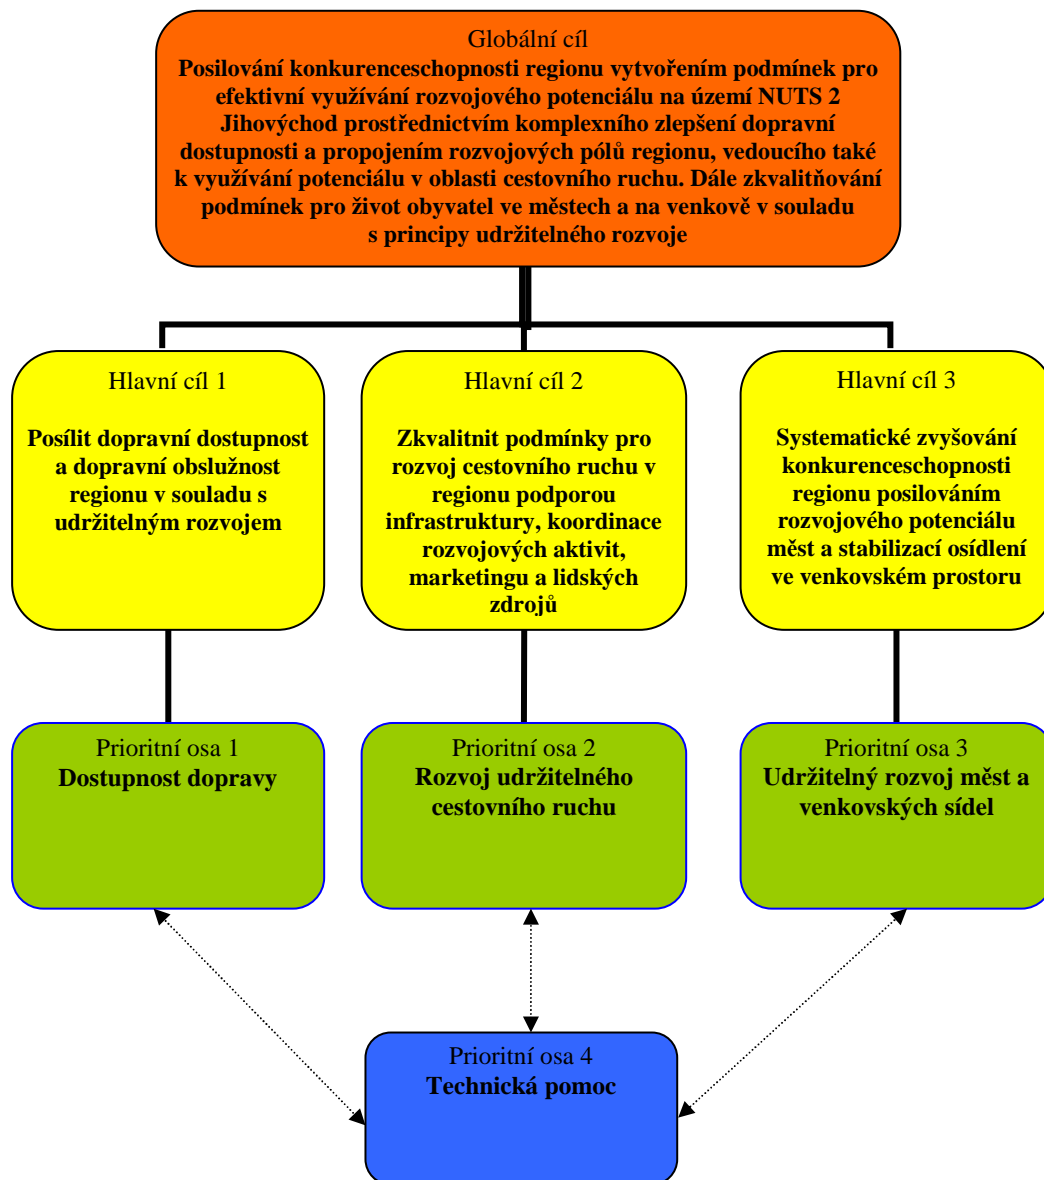 Globální cíl
Posilování konkurenceschopnosti regionu vytvořením podmínek pro
efektivní využívání rozvojového potenciálu na území NUTS 2
Jihovýchod prostřednictvím komplexního zlepšení dopravní
dostupnosti a propojením rozvojových pólů regionu, vedoucího také
k využívání potenciálu v oblasti cestovního ruchu. Dále zkvalitňování
podmínek pro život obyvatel ve městech a na venkově v souladu
s principy udržitelného rozvoje
Hlavní cíl 1
Posílit dopravní dostupnost
a dopravní obslužnost
regionu v souladu s
udržitelným rozvojem
Hlavní cíl 2
Zkvalitnit podmínky pro
rozvoj cestovního ruchu v
regionu podporou
infrastruktury, koordinace
rozvojových aktivit,
marketingu a lidských
zdrojů
Hlavní cíl 3
Systematické zvyšování
konkurenceschopnosti
regionu posilováním
rozvojového potenciálu
měst a stabilizací osídlení
ve venkovském prostoru
Prioritní osa 1
Dostupnost dopravy
Prioritní osa 2
Rozvoj udržitelného
cestovního ruchu
Prioritní osa 3
Udržitelný rozvoj měst a
venkovských sídel
Prioritní osa 4
Technická pomoc